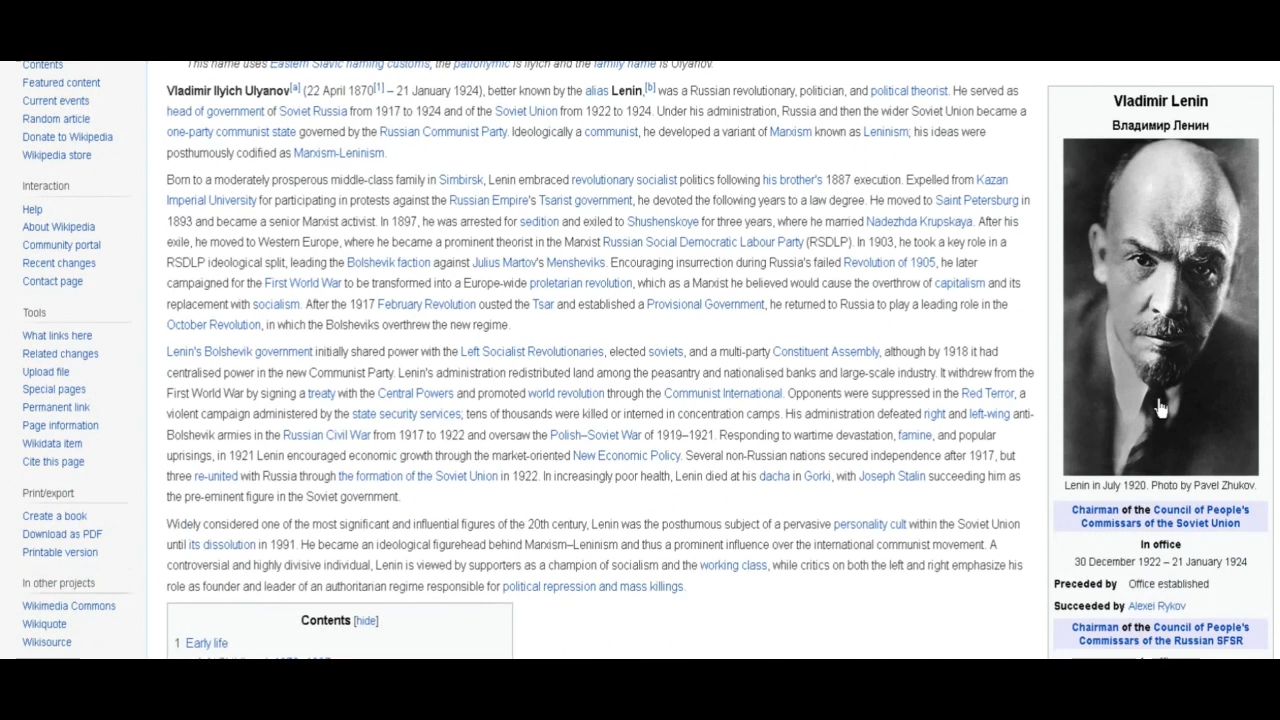 Contents
Featured content
Current events
Random article
Donate to Wikipedia
Wikipedia store
Interaction
Help
About Wikipedia
Community portal
Recent changes
Contact page
Tools
What links here
Related changes
Upload file
Special pages
Permanent link
Page information
Wikidata item
Cite this page
Print/export
Create a book
Download as PDF
Printable version
In other projects
Wikimedia Commons
Wikiquote
Wikisource
This name uses Eastern Slavic naming customs; the patronymic is Ilyich and the family name is Ulyanov.
Vladimir Ilyich Ulyanov[a] (22 April 1870[1] – 21 January 1924), better known by the alias Lenin,[b] was a Russian revolutionary, politician, and political theorist. He served as
head of government of Soviet Russia from 1917 to 1924 and of the Soviet Union from 1922 to 1924. Under his administration, Russia and then the wider Soviet Union became a
one-party communist state governed by the Russian Communist Party. Ideologically a communist, he developed a variant of Marxism known as Leninism; his ideas were
posthumously codified as Marxism-Leninism.
Born to a moderately prosperous middle-class family in Simbirsk, Lenin embraced revolutionary socialist politics following his brother's 1887 execution. Expelled from Kazan
Imperial University for participating in protests against the Russian Empire's Tsarist government, he devoted the following years to a law degree. He moved to Saint Petersburg in
1893 and became a senior Marxist activist. In 1897, he was arrested for sedition and exiled to Shushenskoye for three years, where he married Nadezhda Krupskaya. After his
exile, he moved to Western Europe, where he became a prominent theorist in the Marxist Russian Social Democratic Labour Party (RSDLP). In 1903, he took a key role in a
RSDLP ideological split, leading the Bolshevik faction against Julius Martov's Mensheviks. Encouraging insurrection during Russia's failed Revolution of 1905, he later
campaigned for the First World War to be transformed into a Europe-wide proletarian revolution, which as a Marxist he believed would cause the overthrow of capitalism and its
replacement with socialism. After the 1917 February Revolution ousted the Tsar and established a Provisional Government, he returned to Russia to play a leading role in the
October Revolution, in which the Bolsheviks overthrew the new regime.
Lenin's Bolshevik government initially shared power with the Left Socialist Revolutionaries, elected soviets, and a multi-party Constituent Assembly, although by 1918 it had
centralised power in the new Communist Party. Lenin's administration redistributed land among the peasantry and nationalised banks and large-scale industry. It withdrew from the
First World War by signing a treaty with the Central Powers and promoted world revolution through the Communist International. Opponents were suppressed in the Red Terror, a
violent campaign administered by the state security services; tens of thousands were killed or interned in concentration camps. His administration defeated right and left-wing anti-
Bolshevik armies in the Russian Civil War from 1917 to 1922 and oversaw the Polish–Soviet War of 1919–1921. Responding to wartime devastation, famine, and popular
uprisings, in 1921 Lenin encouraged economic growth through the market-oriented New Economic Policy. Several non-Russian nations secured independence after 1917, but
three re-united with Russia through the formation of the Soviet Union in 1922. In increasingly poor health, Lenin died at his dacha in Gorki, with Joseph Stalin succeeding him as
the pre-eminent figure in the Soviet government.
Widely considered one of the most significant and influential figures of the 20th century, Lenin was the posthumous subject of a pervasive personality cult within the Soviet Union
until its dissolution in 1991. He became an ideological figurehead behind Marxism–Leninism and thus a prominent influence over the international communist movement. A
controversial and highly divisive individual, Lenin is viewed by supporters as a champion of socialism and the working class, while critics on both the left and right emphasize his
role as founder and leader of an authoritarian regime responsible for political repression and mass killings.
Contents [hide]
1 Early life
Vladimir Lenin
Владимир Ленин
Lenin in July 1920. Photo by Pavel Zhukov.
Chairman of the Council of People's
Commissars of the Soviet Union
In office
30 December 1922 – 21 January 1924
Preceded by Office established
Succeeded by Alexei Rykov
Chairman of the Council of People's
Commissars of the Russian SFSR